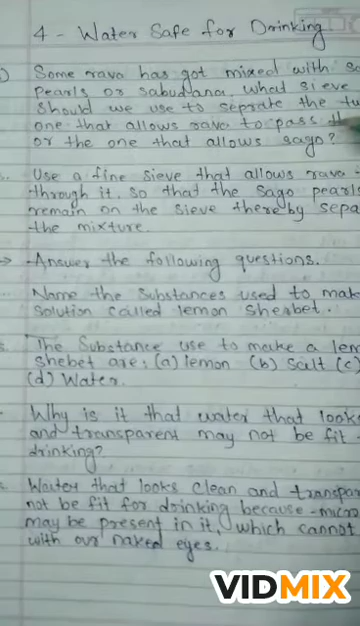 4 - Water Safe for Drinking
Some rava has got mixed with
pearls or sabudana. what sieve
should we use to seprate the
one that allows rava to pass
or the one that allows sago?
Use a fine sieve that allows rava
through it. so that the sago pearls
remain on the sieve thereby sepa
the mixture.
Answer the following questions.
Name the substances used to
solution called lemon sherbet.
The Substance use to make a lem
shebet are: (a) lemon (b) salt (c)
(d) Water.
Why is it that water that looks
and transparent may not be fit
drinking?
that looks clean and transpar
not be fit for drinking because micro
may be present in it, which cannot
with our naked eyes.
VIDMIX